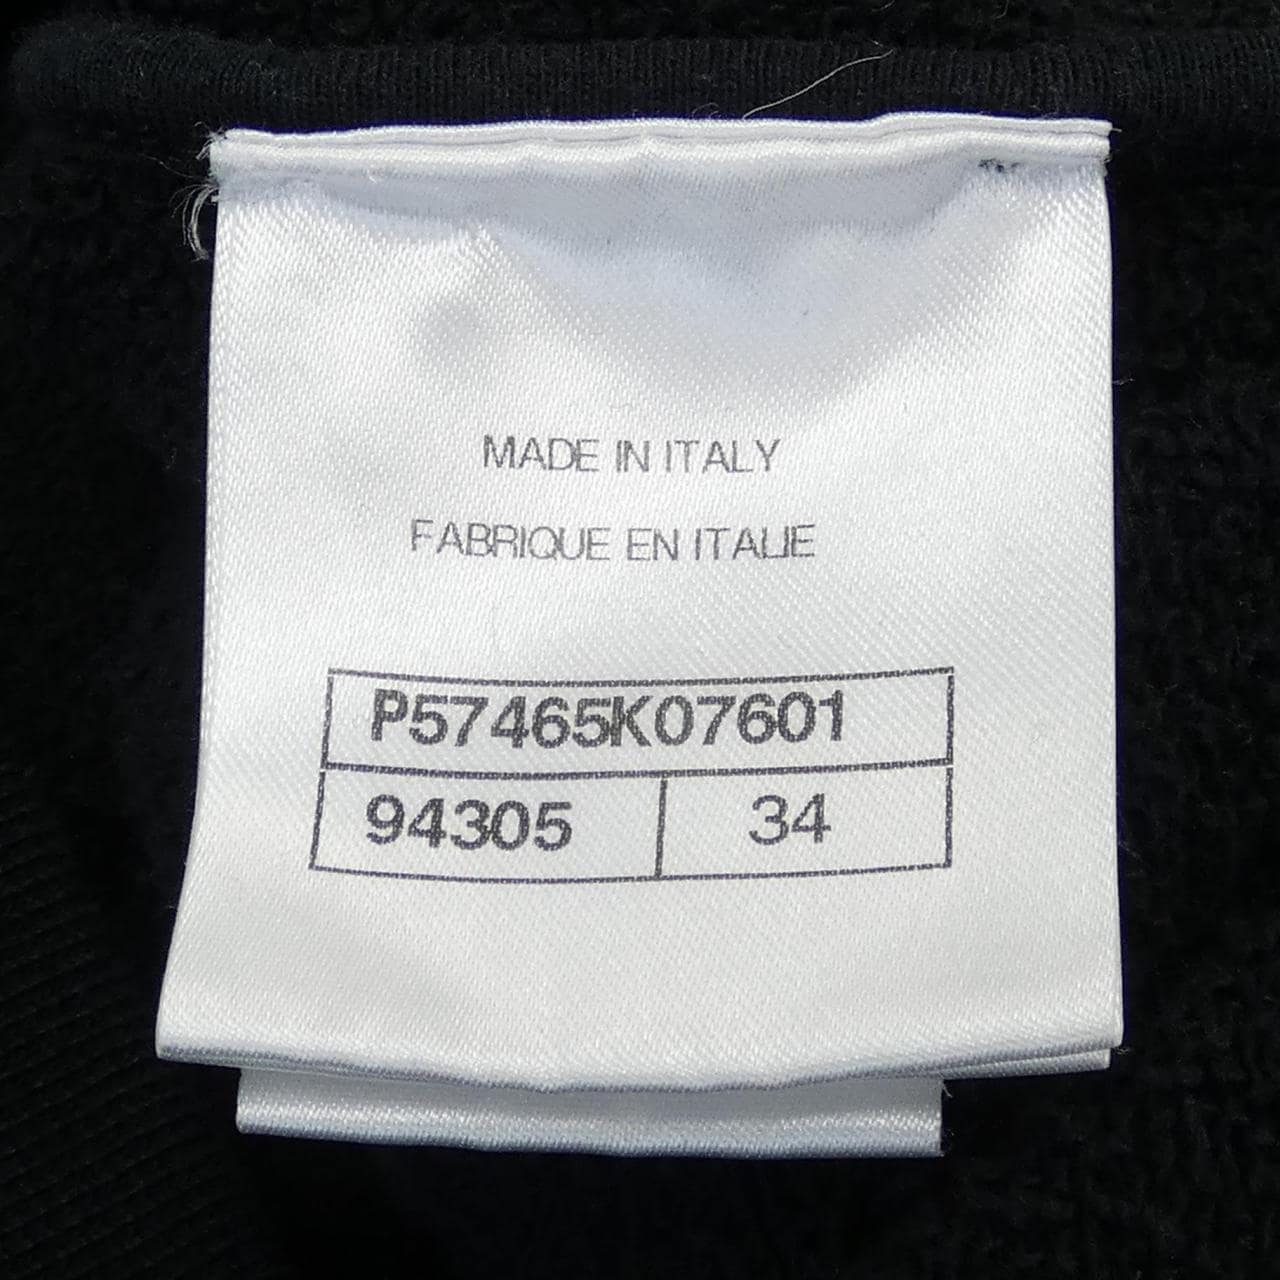 MADE IN ITALY
FABRIQUE EN ITALIE
P57465K07601
94305 34